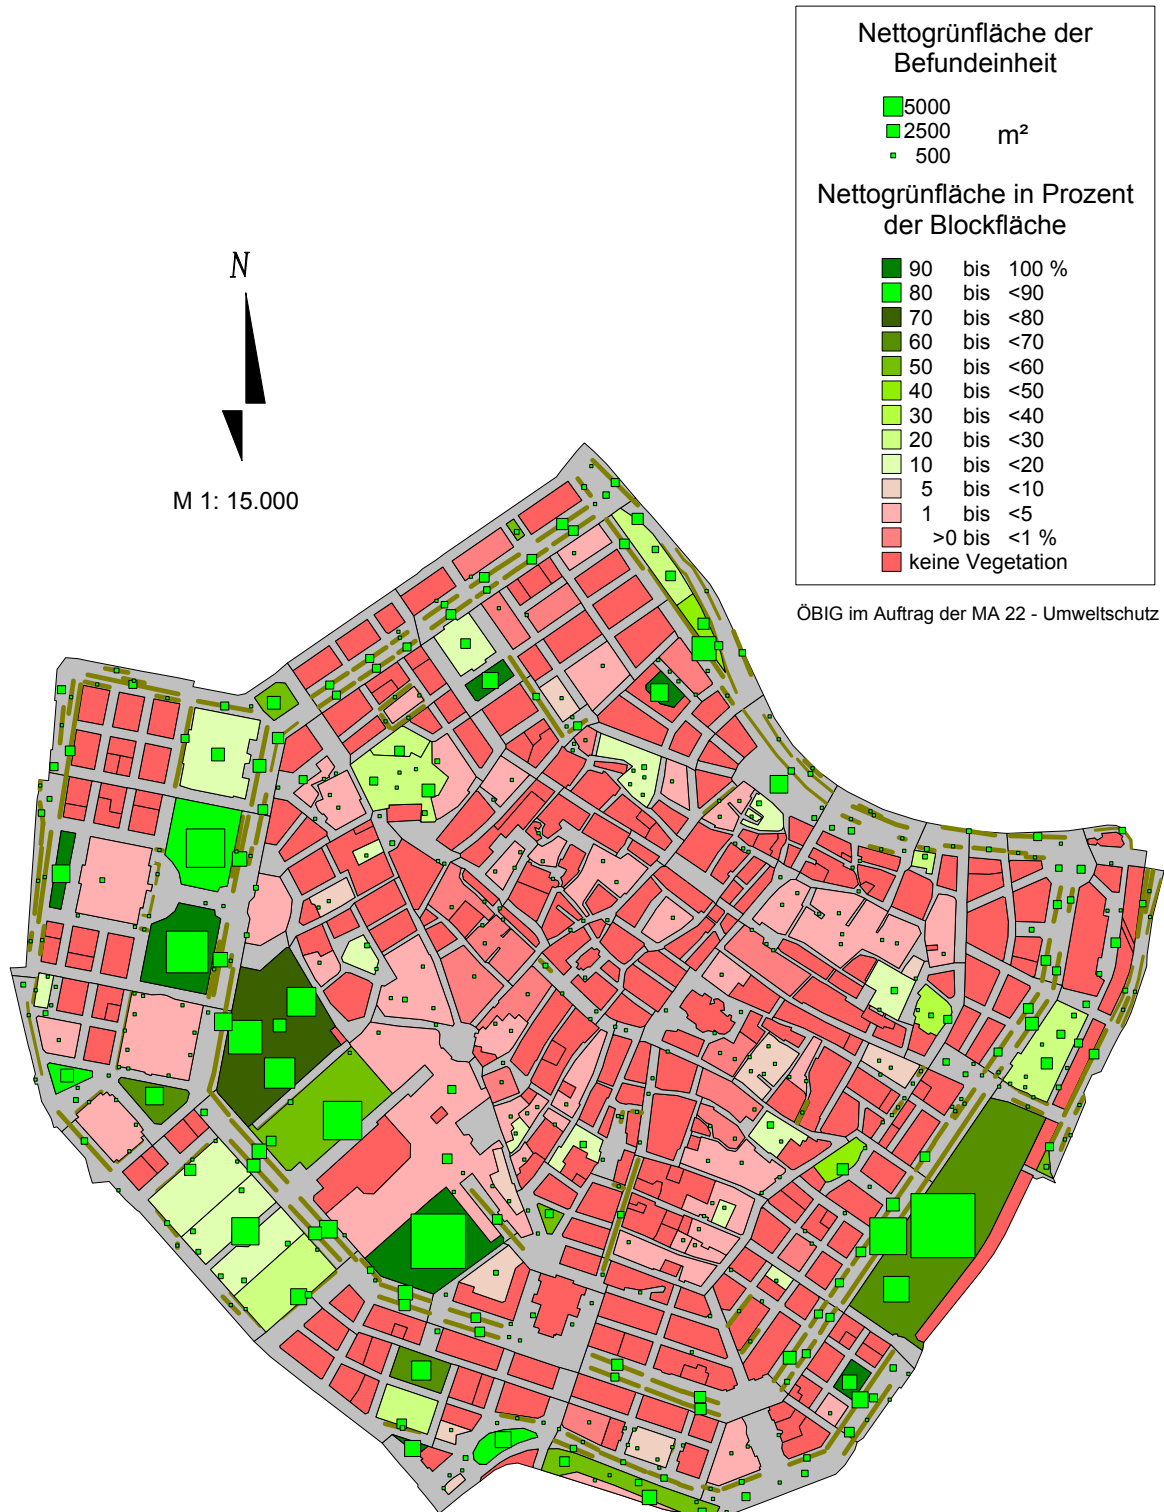 Nettogrünfläche der
Befundeinheit
5000
2500
500
m²
Nettogrünfläche in Prozent
der Blockfläche
90 bis 100 %
80 bis <90
70 bis <80
60 bis <70
50 bis <60
40 bis <50
30 bis <40
20 bis <30
10 bis <20
5 bis <10
1 bis <5
>0 bis <1 %
keine Vegetation
ÖBIG im Auftrag der MA 22 - Umweltschutz
N
M 1: 15.000